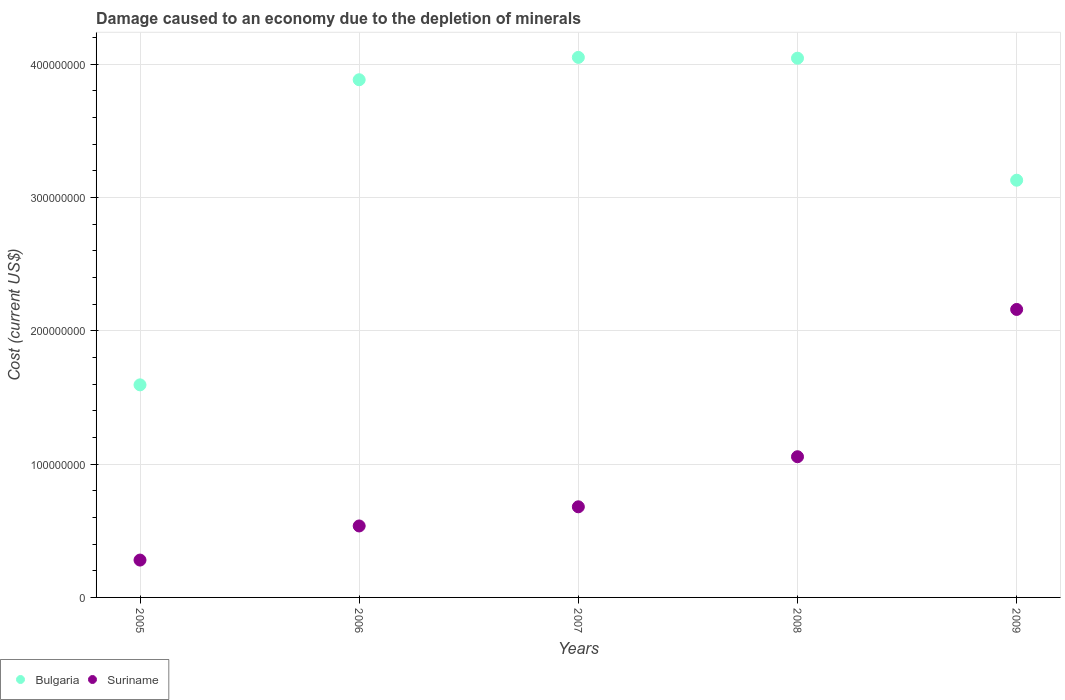 Damage caused to an economy due to the depletion of minerals
Cost (current US$)
400000000
300000000
200000000
100000000
0
2005
2006
2007
2008
2009
Years
Bulgaria
Suriname